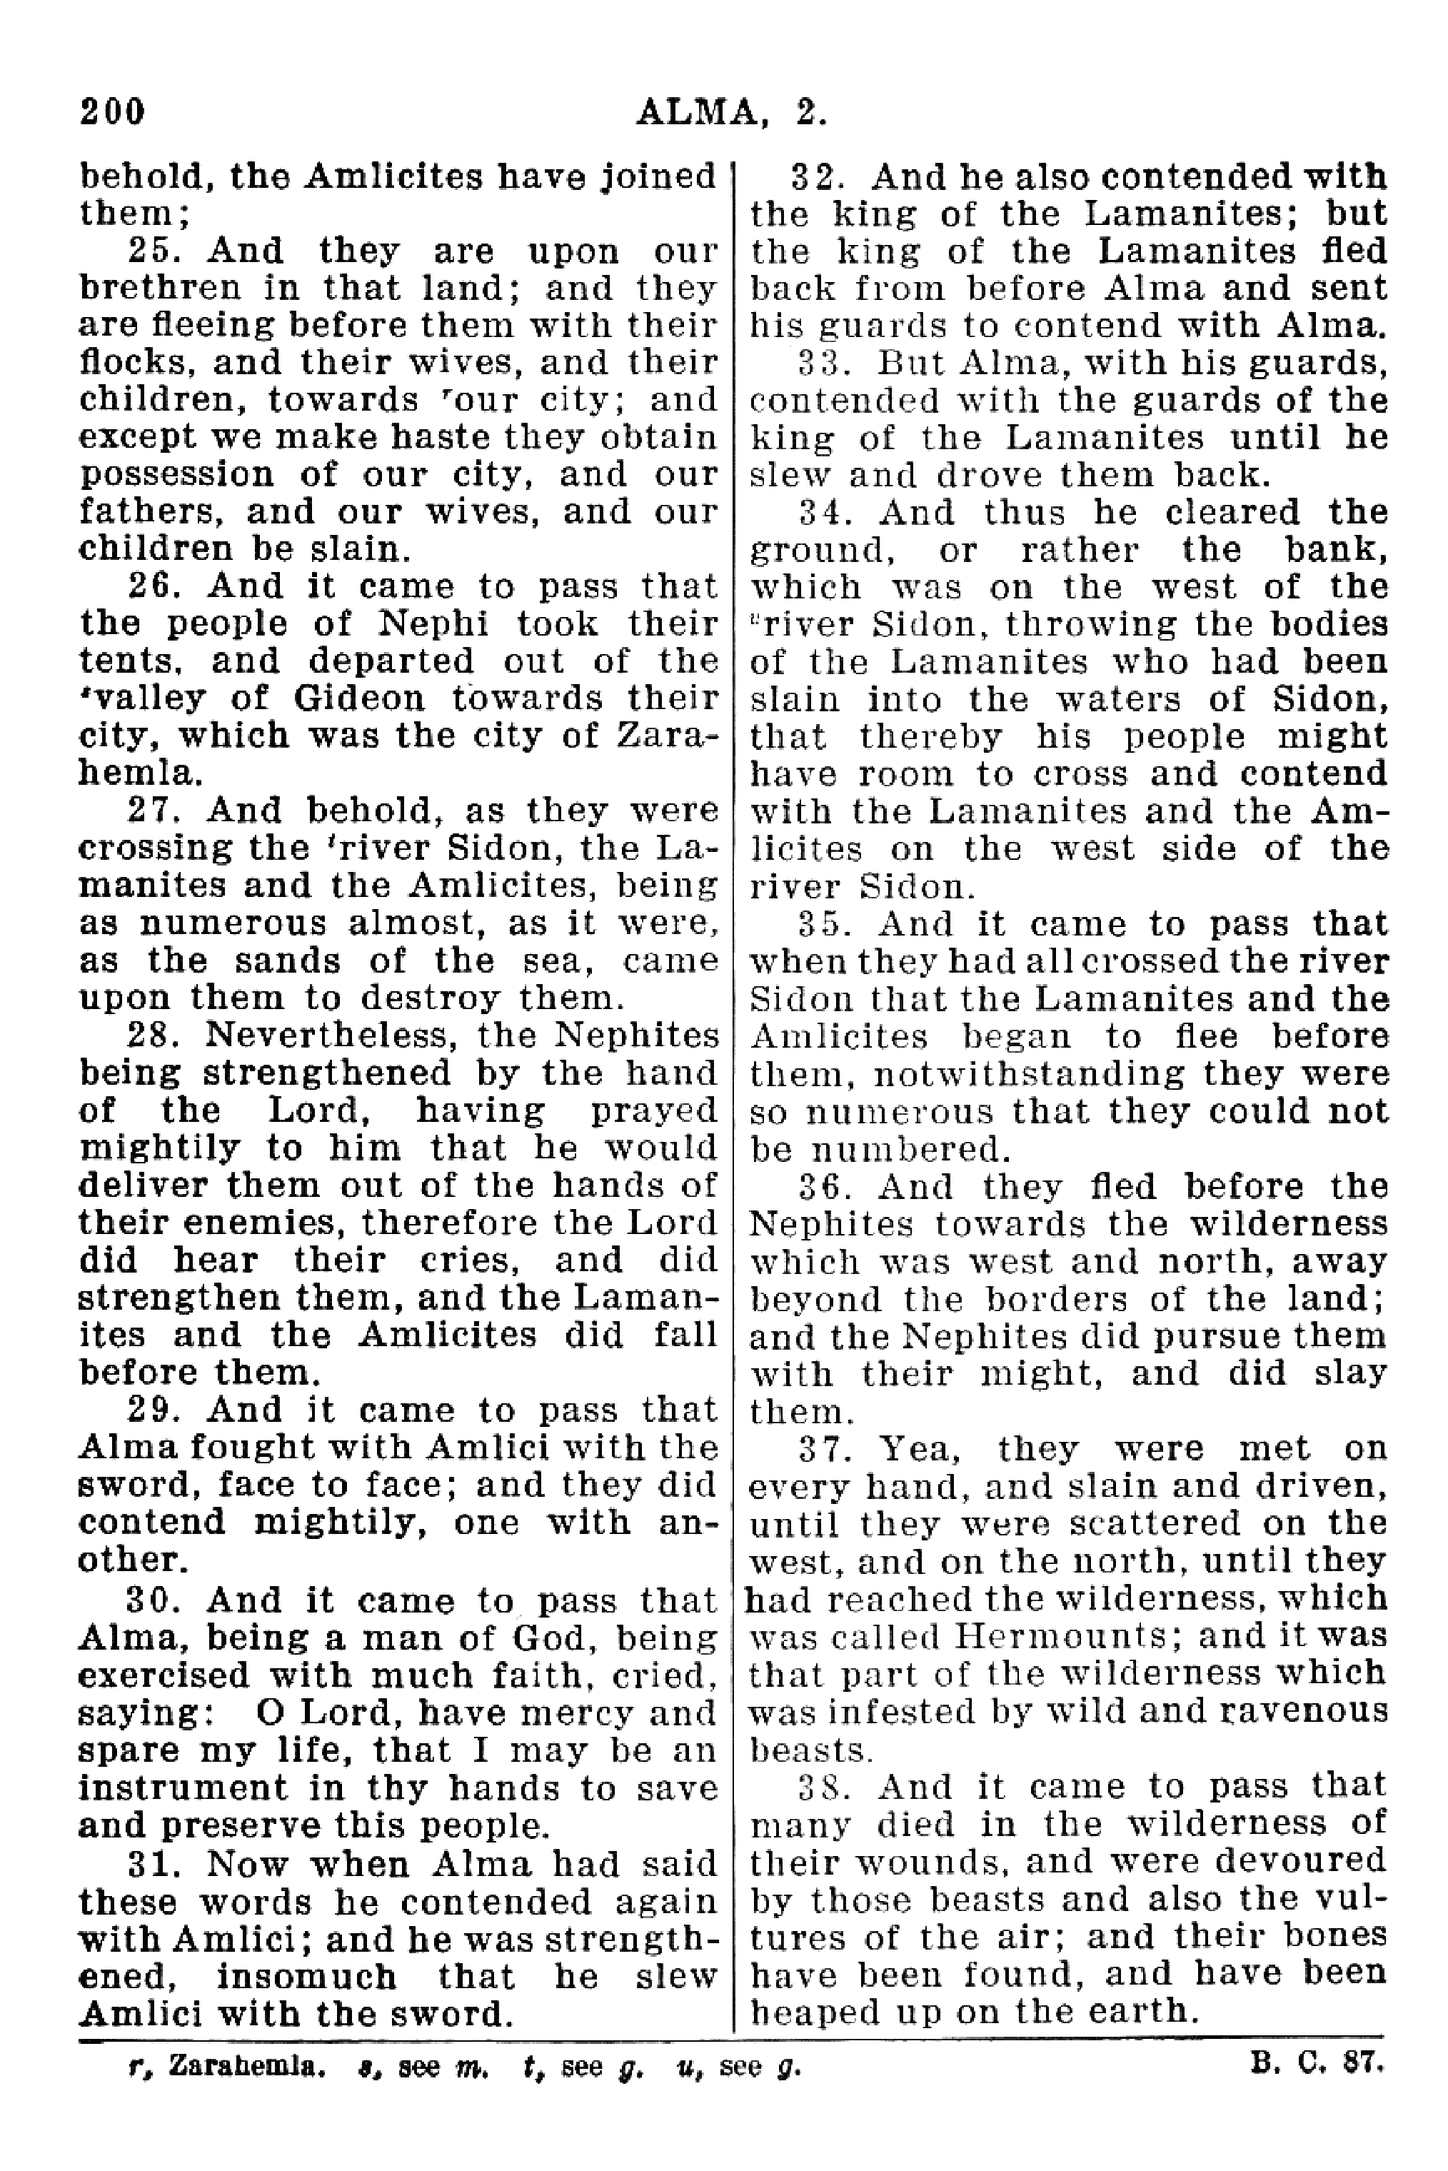 200
ALMA, 2.
behold, the Amlicites have joined
them;
25. And they are upon our
brethren in that land; and they
are fleeing before them with their
flocks, and their wives, and their
children, towards ʳour city; and
except we make haste they obtain
possession of our city, and our
fathers, and our wives, and our
children be slain.
26. And it came to pass that
the people of Nephi took their
tents, and departed out of the
ˢvalley of Gideon towards their
city, which was the city of Zara-
hemla.
27. And behold, as they were
crossing the ᵗriver Sidon, the La-
manites and the Amlicites, being
as numerous almost, as it were,
as the sands of the sea, came
upon them to destroy them.
28. Nevertheless, the Nephites
being strengthened by the hand
of the Lord, having prayed
mightily to him that he would
deliver them out of the hands of
their enemies, therefore the Lord
did hear their cries, and did
strengthen them, and the Laman-
ites and the Amlicites did fall
before them.
29. And it came to pass that
Alma fought with Amlici with the
sword, face to face; and they did
contend mightily, one with an-
other.
30. And it came to pass that
Alma, being a man of God, being
exercised with much faith, cried,
saying: O Lord, have mercy and
spare my life, that I may be an
instrument in thy hands to save
and preserve this people.
31. Now when Alma had said
these words he contended again
with Amlici; and he was strength-
ened, insomuch that he slew
Amlici with the sword.
32. And he also contended with
the king of the Lamanites; but
the king of the Lamanites fled
back from before Alma and sent
his guards to contend with Alma.
33. But Alma, with his guards,
contended with the guards of the
king of the Lamanites until he
slew and drove them back.
34. And thus he cleared the
ground, or rather the bank,
which was on the west of the
ᵘriver Sidon, throwing the bodies
of the Lamanites who had been
slain into the waters of Sidon,
that thereby his people might
have room to cross and contend
with the Lamanites and the Am-
licites on the west side of the
river Sidon.
35. And it came to pass that
when they had all crossed the river
Sidon that the Lamanites and the
Amlicites began to flee before
them, notwithstanding they were
so numerous that they could not
be numbered.
36. And they fled before the
Nephites towards the wilderness
which was west and north, away
beyond the borders of the land;
and the Nephites did pursue them
with their might, and did slay
them.
37. Yea, they were met on
every hand, and slain and driven,
until they were scattered on the
west, and on the north, until they
had reached the wilderness, which
was called Hermounts; and it was
that part of the wilderness which
was infested by wild and ravenous
beasts.
38. And it came to pass that
many died in the wilderness of
their wounds, and were devoured
by those beasts and also the vul-
tures of the air; and their bones
have been found, and have been
heaped up on the earth.
r, Zarahemla. s, see m. t, see g. u, see g.
B. C. 87.